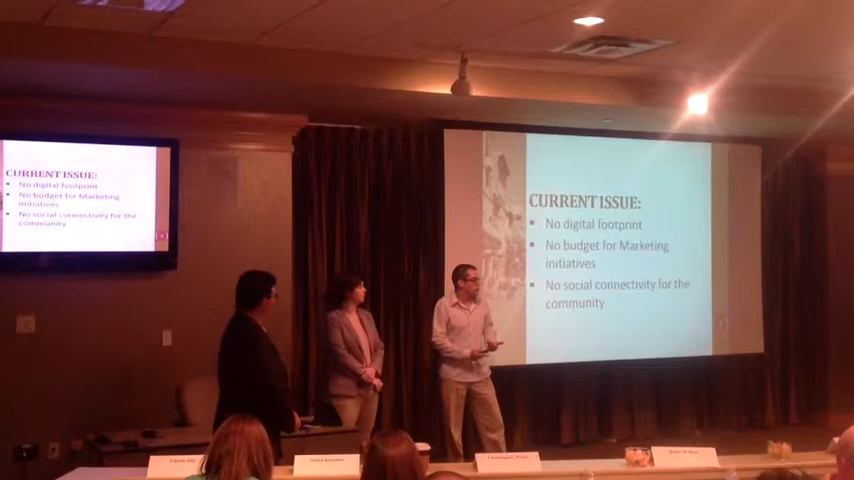 CURRENT ISSUE:
No digital footprint
No budget for Marketing
initiatives
No social connectivity for the
community
CURRENT ISSUE:
No digital footprint
No budget for Marketing
initiatives
No social connectivity for the
community